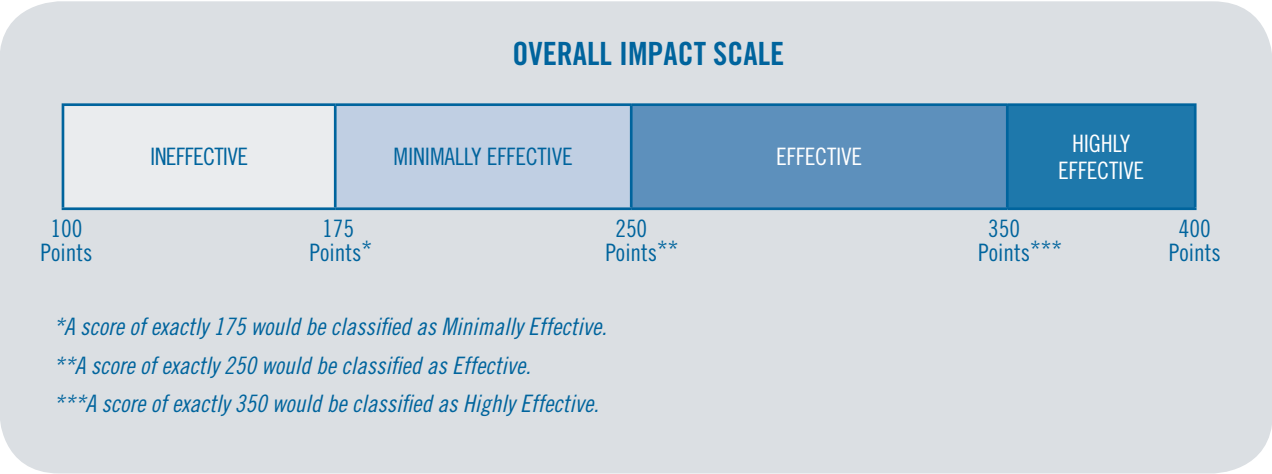 OVERALL IMPACT SCALE
INEFFECTIVE
MINIMALLY EFFECTIVE
EFFECTIVE
HIGHLY
EFFECTIVE
100
Points
175
Points*
250
Points**
350
Points***
400
Points
*A score of exactly 175 would be classified as Minimally Effective.
**A score of exactly 250 would be classified as Effective.
***A score of exactly 350 would be classified as Highly Effective.